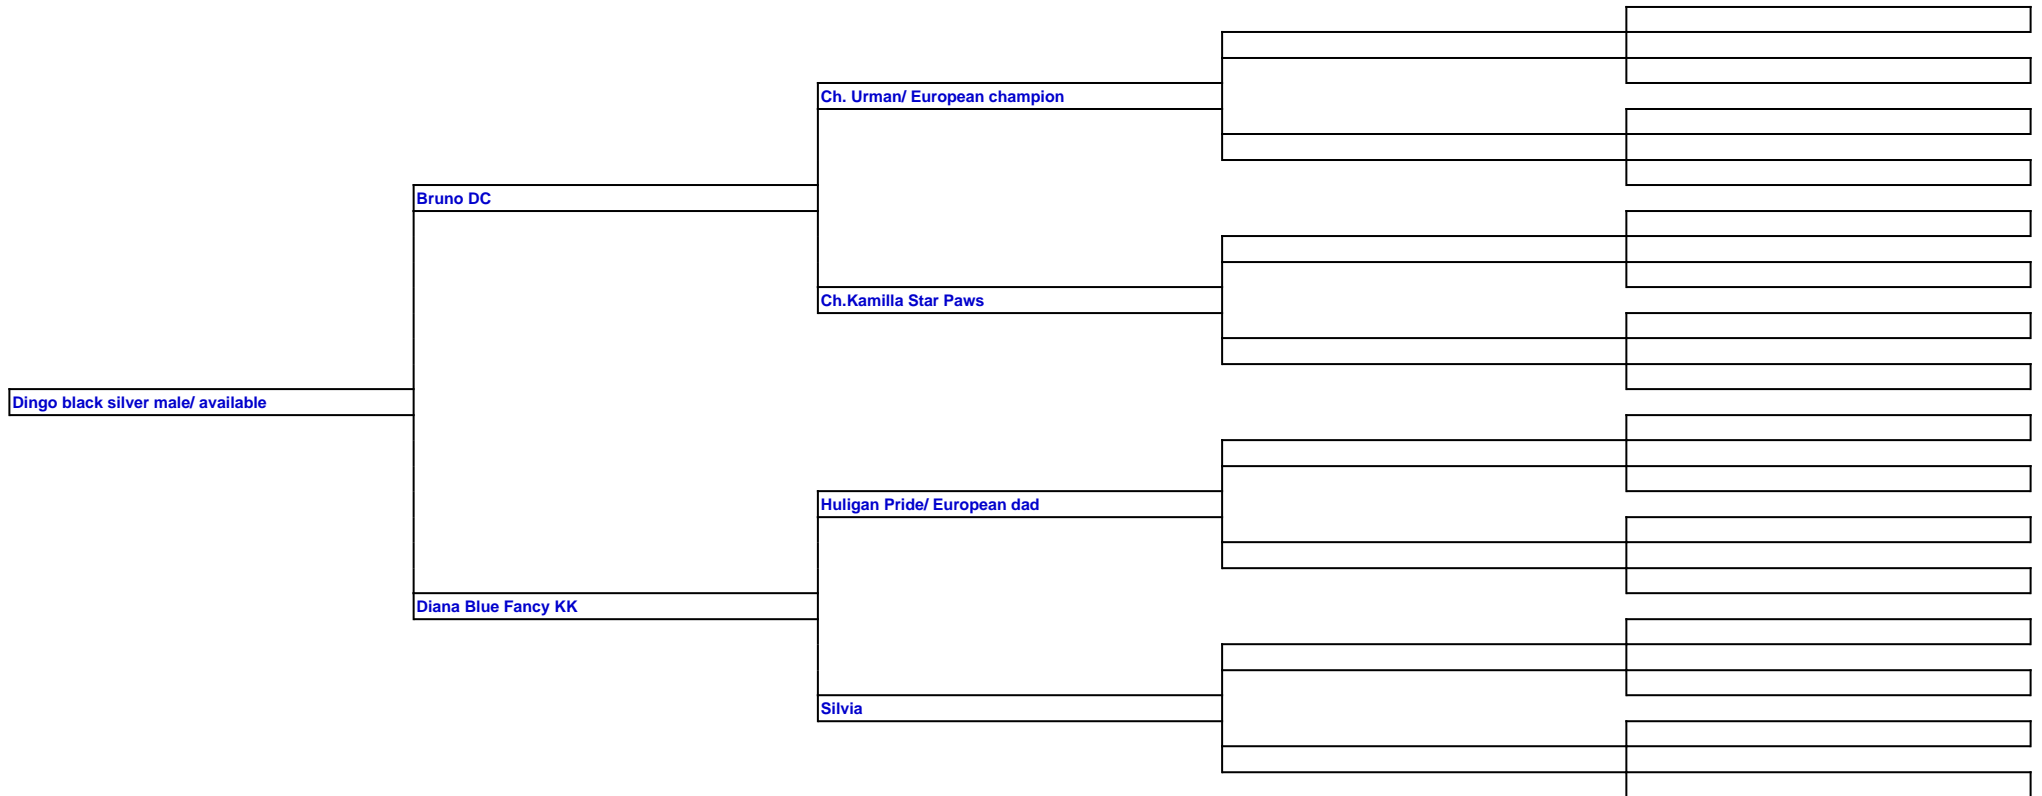 Ch. Urman/ European champion
Bruno DC
Ch.Kamilla Star Paws
Dingo black silver male/ available
Huligan Pride/ European dad
Diana Blue Fancy KK
Silvia